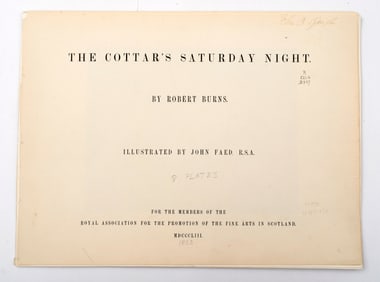 THE COTTAR'S SATURDAY NIGHT.
BY ROBERT BURNS.
ILLUSTRATED BY JOHN FAED, R.S.A.
8 PLATES
FOR THE MEMBERS OF THE
ROYAL ASSOCIATION FOR THE PROMOTION OF THE FINE ARTS IN SCOTLAND.
MDCCCLIII.
1853